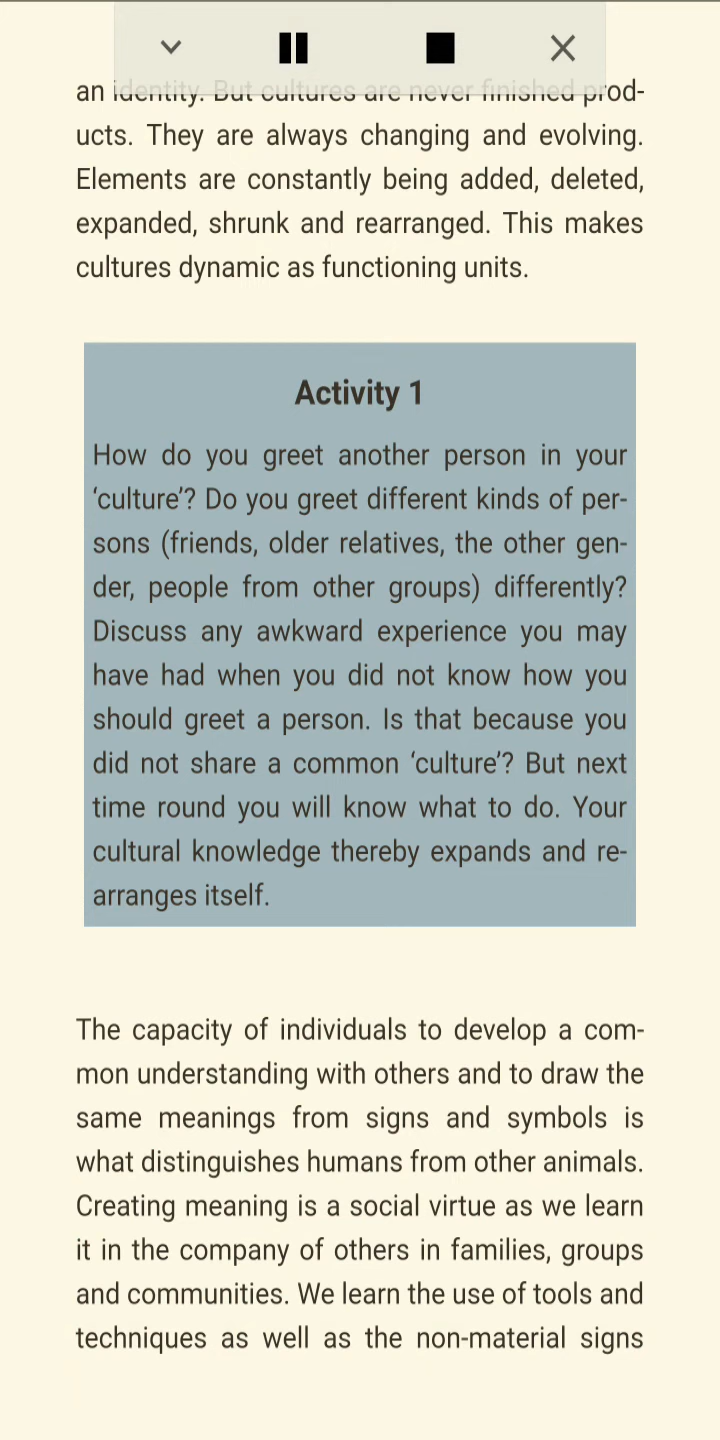 an identity. But cultures are never finished prod-
ucts. They are always changing and evolving.
Elements are constantly being added, deleted,
expanded, shrunk and rearranged. This makes
cultures dynamic as functioning units.
Activity 1
How do you greet another person in your
‘culture’? Do you greet different kinds of per-
sons (friends, older relatives, the other gen-
der, people from other groups) differently?
Discuss any awkward experience you may
have had when you did not know how you
should greet a person. Is that because you
did not share a common ‘culture’? But next
time round you will know what to do. Your
cultural knowledge thereby expands and re-
arranges itself.
The capacity of individuals to develop a com-
mon understanding with others and to draw the
same meanings from signs and symbols is
what distinguishes humans from other animals.
Creating meaning is a social virtue as we learn
it in the company of others in families, groups
and communities. We learn the use of tools and
techniques as well as the non-material signs